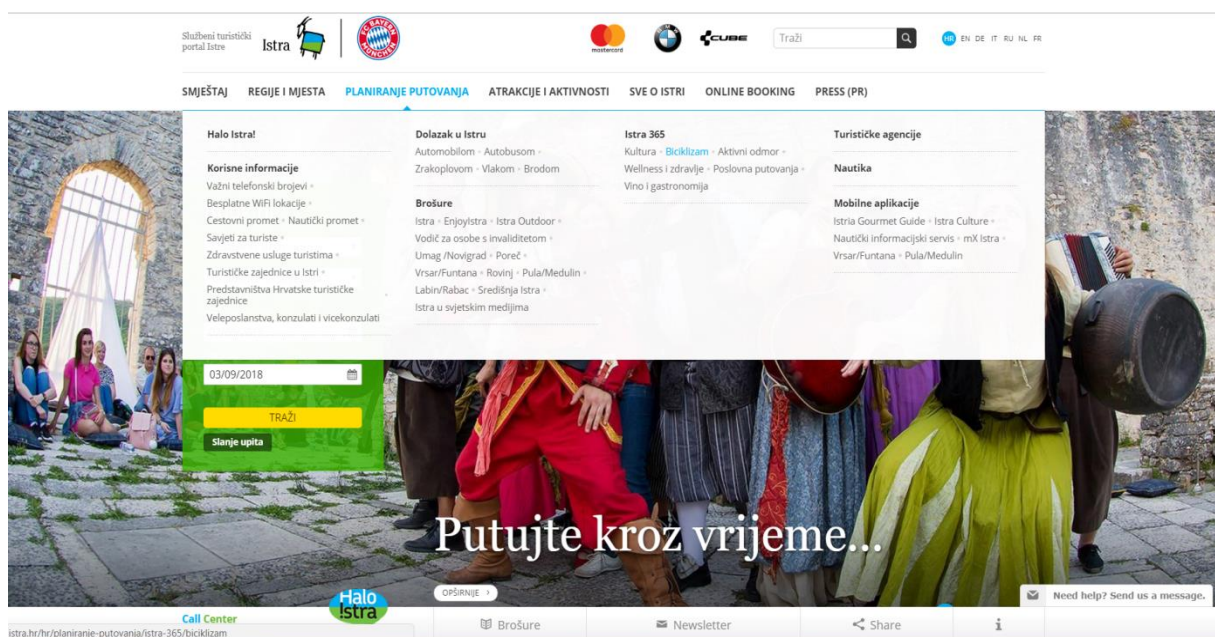 Službeni turistički
portal Istre
Istra
FC BAYERN
MÜNCHEN
mastercard
BMW
CUBE
Traži
HR EN DE IT RU NL FR
SMJEŠTAJ REGIJE I MJESTA PLANIRANJE PUTOVANJA ATRAKCIJE I AKTIVNOSTI SVE O ISTRI ONLINE BOOKING PRESS (PR)
Halo Istra!
Korisne informacije
Važni telefonski brojevi
Besplatne WiFi lokacije
Cestovni promet Nautički promet
Savjeti za turiste
Zdravstvene usluge turistima
Turističke zajednice u Istri
Predstavništva Hrvatske turističke
zajednice
Veleposlanstva, konzulati i vicekonzulati
Dolazak u Istru
Automobilom Autobusom
Zrakoplovom Vlakom Brodom
Brošure
Istra EnjoyIstra Istra Outdoor
Vodič za osobe s invaliditetom
Umag /Novigrad Poreč
Vrsar/Funtana Rovinj Pula/Medulin
Labin/Rabac Središnja Istra
Istra u svjetskim medijima
Istra 365
Kultura Biciklizam Aktivni odmor
Wellness i zdravlje Poslovna putovanja
Vino i gastronomija
Turističke agencije
Nautika
Mobilne aplikacije
Istria Gourmet Guide Istra Culture
Nautički informacijski servis mX Istra
Vrsar/Funtana Pula/Medulin
03/09/2018
TRAŽI
Slanje upita
Putujte kroz vrijeme...
OPŠIRNIJE
Need help? Send us a message.
Call Center
Halo
Istra
Brošure
Newsletter
Share
istra.hr/hr/planiranje-putovanja/istra-365/biciklizam